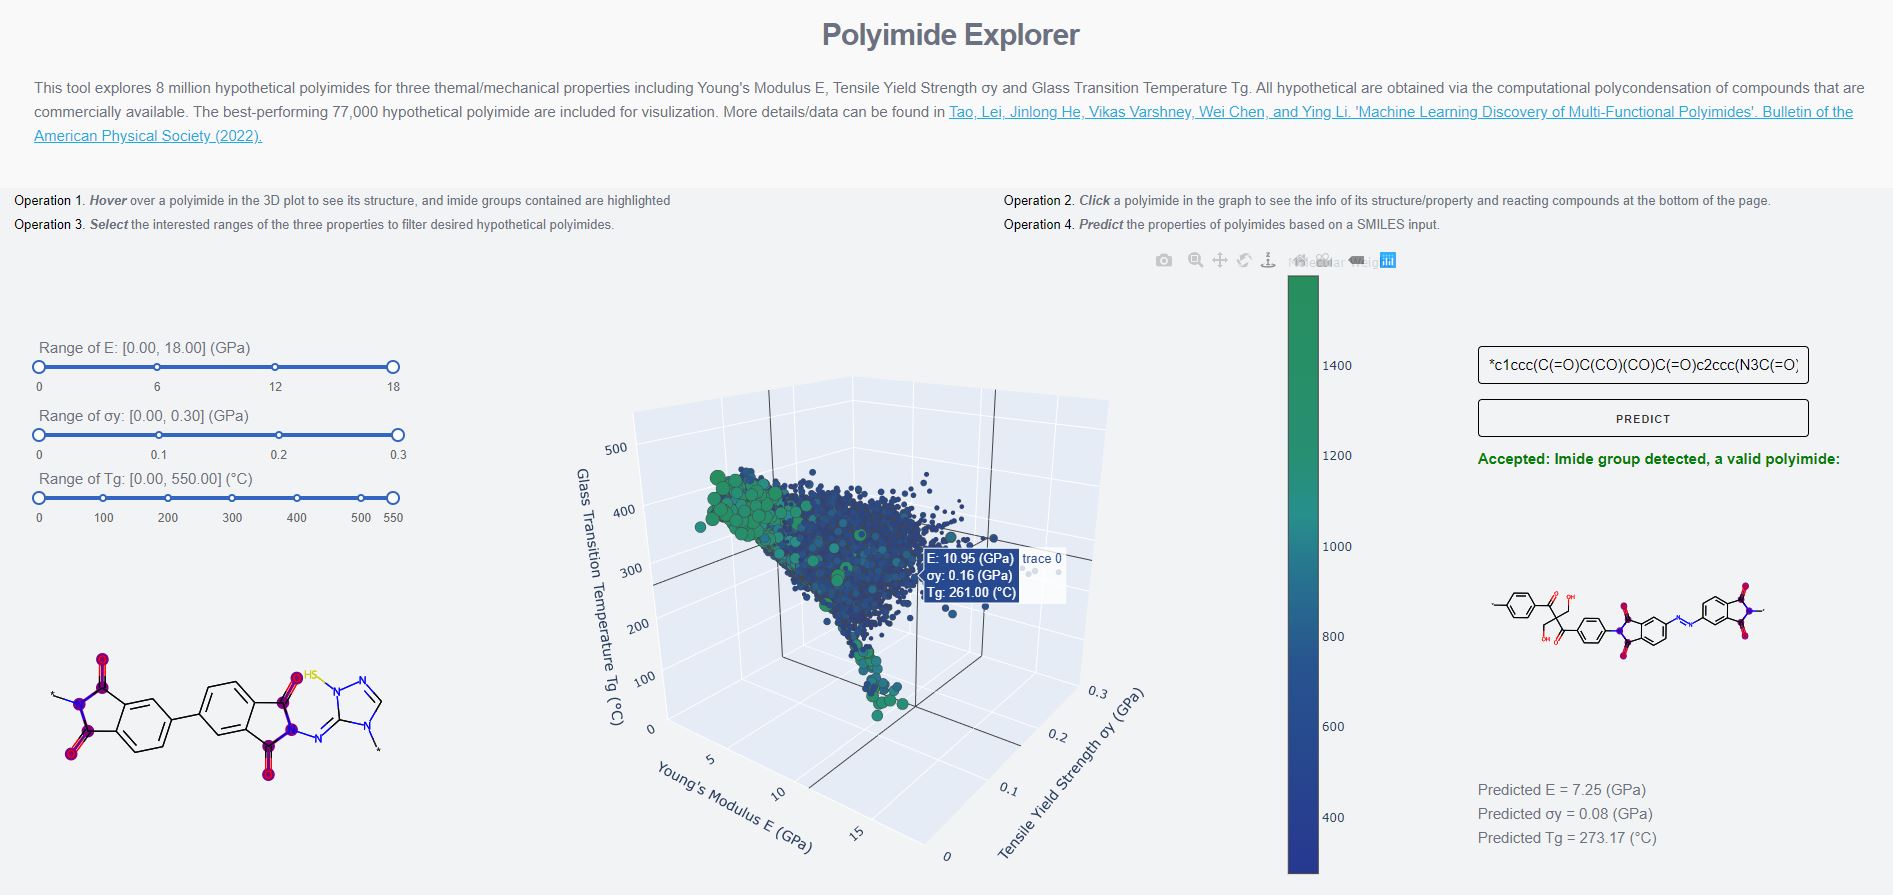 Polyimide Explorer
This tool explores 8 million hypothetical polyimides for three themal/mechanical properties including Young's Modulus E, Tensile Yield Strength σy and Glass Transition Temperature Tg. All hypothetical are obtained via the computational polycondensation of compounds that are
commercially available. The best-performing 77,000 hypothetical polyimide are included for visulization. More details/data can be found in Tao, Lei, Jinlong He, Vikas Varshney, Wei Chen, and Ying Li. 'Machine Learning Discovery of Multi-Functional Polyimides'. Bulletin of the
American Physical Society (2022).
Operation 1. Hover over a polyimide in the 3D plot to see its structure, and imide groups contained are highlighted
Operation 2. Click a polyimide in the graph to see the info of its structure/property and reacting compounds at the bottom of the page.
Operation 3. Select the interested ranges of the three properties to filter desired hypothetical polyimides.
Operation 4. Predict the properties of polyimides based on a SMILES input.
Range of E: [0.00, 18.00] (GPa)
0 6 12 18
Range of σy: [0.00, 0.30] (GPa)
0 0.1 0.2 0.3
Range of Tg: [0.00, 550.00] (°C)
0 100 200 300 400 500 550
HS
N
N
N
N
N
*
*
Glass Transition Temperature Tg (°C)
500
400
300
200
100
0
Young's Modulus E (GPa)
5
10
15
Tensile Yield Strength σy (GPa)
0.3
0.2
0.1
0
E: 10.95 (GPa)
σy: 0.16 (GPa)
Tg: 261.00 (°C)
trace 0
1400
1200
1000
800
600
400
*c1ccc(C(=O)C(CO)(CO)C(=O)c2ccc(N3C(=O)
PREDICT
Accepted: Imide group detected, a valid polyimide:
O
OH
OH
O
N
N
Predicted E = 7.25 (GPa)
Predicted σy = 0.08 (GPa)
Predicted Tg = 273.17 (°C)